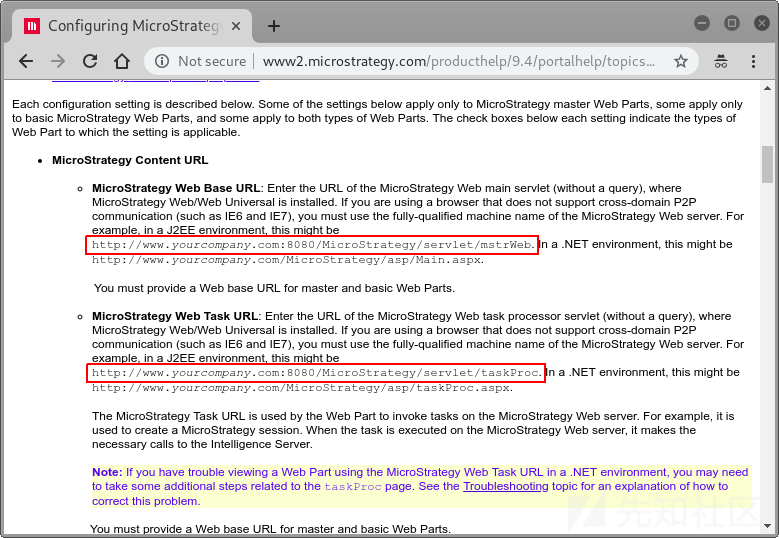 Configuring MicroStrategy
Not secure | www2.microstrategy.com/producthelp/9.4/portalhelp/topics...
Each configuration setting is described below. Some of the settings below apply only to MicroStrategy master Web Parts, some apply only
to basic MicroStrategy Web Parts, and some apply to both types of Web Parts. The check boxes below each setting indicate the types of
Web Part to which the setting is applicable.
• MicroStrategy Content URL
◦ MicroStrategy Web Base URL: Enter the URL of the MicroStrategy Web main servlet (without a query), where
MicroStrategy Web/Web Universal is installed. If you are using a browser that does not support cross-domain P2P
communication (such as IE6 and IE7), you must use the fully-qualified machine name of the MicroStrategy Web server. For
example, in a J2EE environment, this might be
http://www.yourcompany.com:8080/MicroStrategy/servlet/mstrWeb. In a .NET environment, this might be
http://www.yourcompany.com/MicroStrategy/asp/Main.aspx.
You must provide a Web base URL for master and basic Web Parts.
◦ MicroStrategy Web Task URL: Enter the URL of the MicroStrategy Web task processor servlet (without a query), where
MicroStrategy Web/Web Universal is installed. If you are using a browser that does not support cross-domain P2P
communication (such as IE6 and IE7), you must use the fully-qualified machine name of the MicroStrategy Web server. For
example, in a J2EE environment, this might be
http://www.yourcompany.com:8080/MicroStrategy/servlet/taskProc. In a .NET environment, this might be
http://www.yourcompany.com/MicroStrategy/asp/taskProc.aspx.
The MicroStrategy Task URL is used by the Web Part to invoke tasks on the MicroStrategy Web server. For example, it is
used to create a MicroStrategy session. When the task is executed on the MicroStrategy Web server, it makes the
necessary calls to the Intelligence Server.
Note: If you have trouble viewing a Web Part using the MicroStrategy Web Task URL in a .NET environment, you may need
to take some additional steps related to the taskProc page. See the Troubleshooting topic for an explanation of how to
correct this problem.
You must provide a Web base URL for master and basic Web Parts.
先知社区